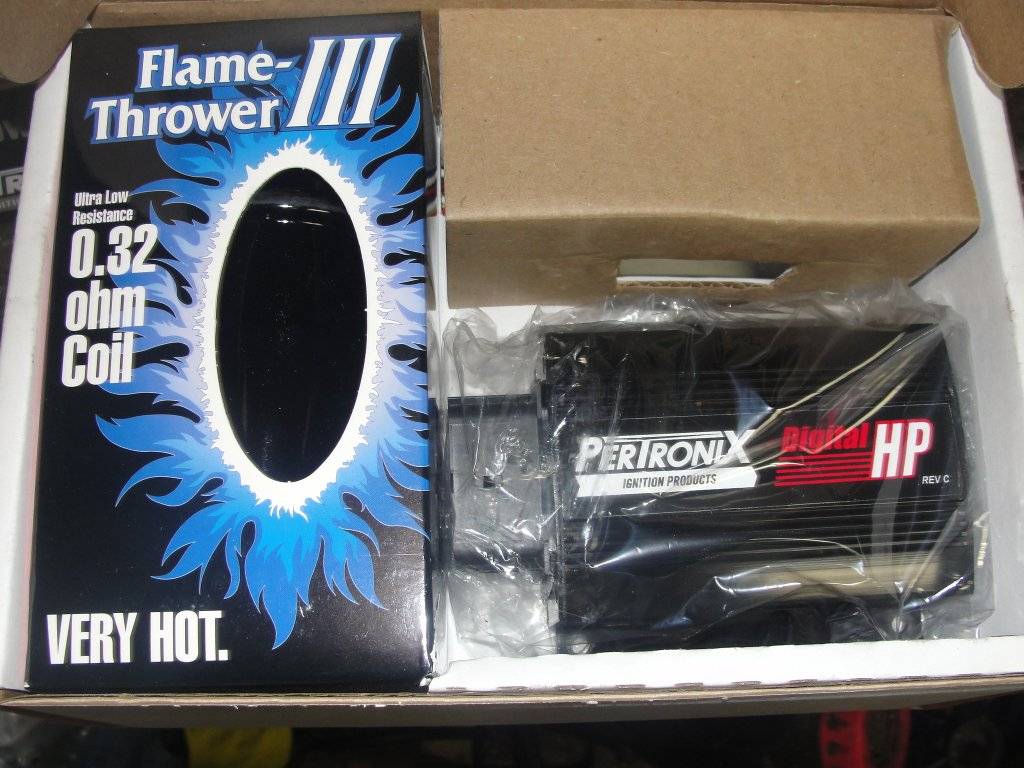 Flame-
Thrower III
Ultra Low
Resistance
0.32
ohm
Coil
VERY HOT.
PERTRONIX
IGNITION PRODUCTS
Digital HP
REV C